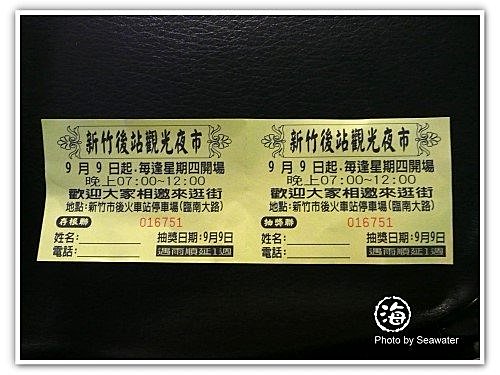 新竹後站觀光夜市
9月9日起.每逢星期四開場
晚上07:00~12:00
歡迎大家相邀來逛街
地點:新竹市後火車站停車場(臨南大路)
存根聯 016751
姓名: 抽獎日期:9月9日
電話: 遇雨順延1週
新竹後站觀光夜市
9月9日起.每逢星期四開場
晚上07:00~12:00
歡迎大家相邀來逛街
地點:新竹市後火車站停車場(臨南大路)
抽獎聯 016751
姓名: 抽獎日期:9月9日
電話: 遇雨順延1週
海
Photo by Seawater